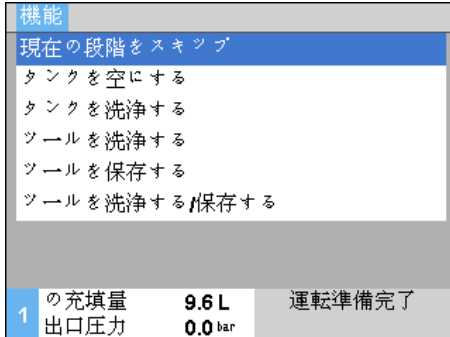 機能
現在の段階をスキップ
タンクを空にする
タンクを洗浄する
ツールを洗浄する
ツールを保存する
ツールを洗浄する/保存する
1 の充填量 9.6 L 運転準備完了
出口圧力 0.0 bar